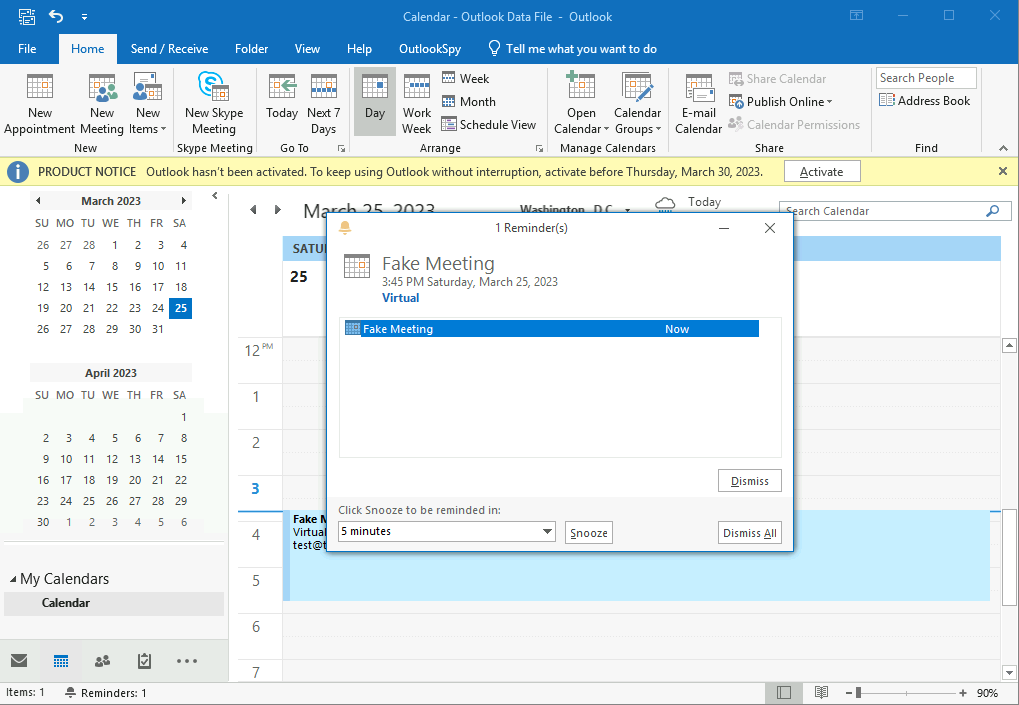 Calendar - Outlook Data File - Outlook
File Home Send / Receive Folder View Help OutlookSpy Tell me what you want to do
New Appointment
New Meeting
New Items
New
New Skype Meeting
Skype Meeting
Today
Next 7 Days
Go To
Day
Work Week
Week
Month
Schedule View
Arrange
Open Calendar
Calendar Groups
Manage Calendars
E-mail Calendar
Share Calendar
Publish Online
Calendar Permissions
Share
Search People
Address Book
Find
PRODUCT NOTICE Outlook hasn't been activated. To keep using Outlook without interruption, activate before Thursday, March 30, 2023. Activate
March 2023
SU MO TU WE TH FR SA
26 27 28 1 2 3 4
5 6 7 8 9 10 11
12 13 14 15 16 17 18
19 20 21 22 23 24 25
26 27 28 29 30 31
April 2023
SU MO TU WE TH FR SA
1
2 3 4 5 6 7 8
9 10 11 12 13 14 15
16 17 18 19 20 21 22
23 24 25 26 27 28 29
30 1 2 3 4 5 6
My Calendars
Calendar
March 25, 2023
Washington, D.C.
Today
Search Calendar
SATU
25
12 PM
1
2
3
4
5
6
7
Fake M
Virtual
test@t
1 Reminder(s)
Fake Meeting
3:45 PM Saturday, March 25, 2023
Virtual
Fake Meeting Now
Dismiss
Click Snooze to be reminded in:
5 minutes Snooze Dismiss All
Items: 1 Reminders: 1 90%